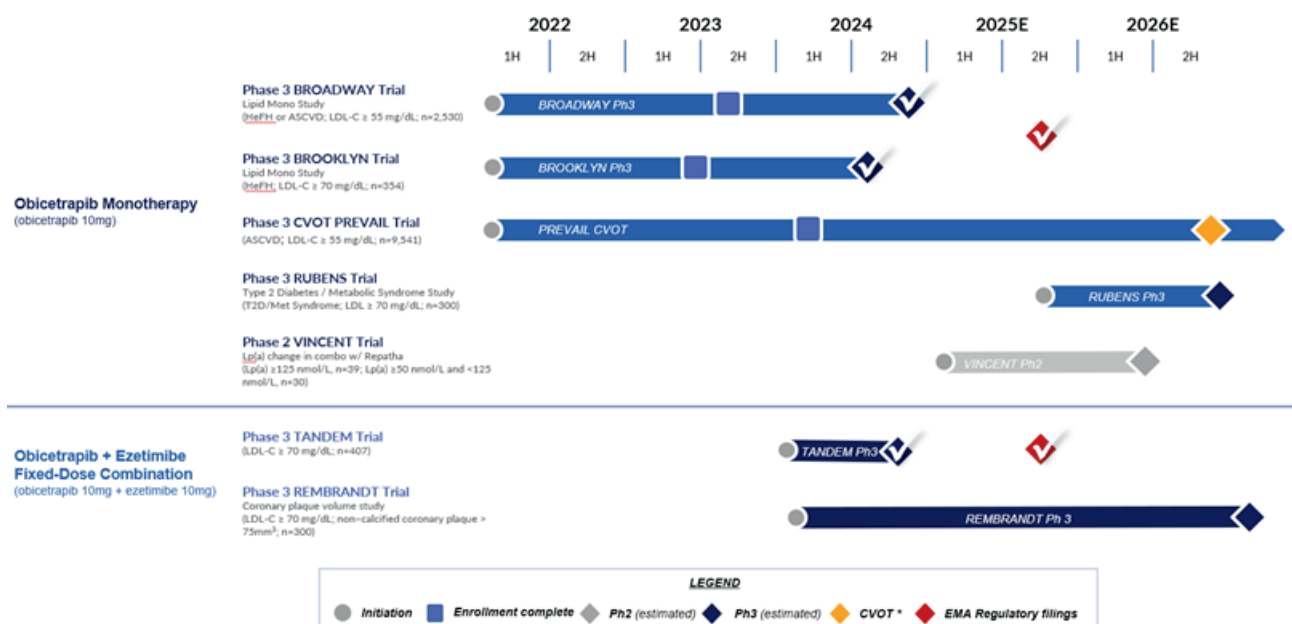 2022 2023 2024 2025E 2026E
1H 2H 1H 2H 1H 2H 1H 2H 1H 2H
Phase 3 BROADWAY Trial
Lipid Mono Study
(HeFH or ASCVD; LDL-C ≥ 55 mg/dL; n=2,530)
BROADWAY Ph3
Phase 3 BROOKLYN Trial
Lipid Mono Study
(HeFH; LDL-C ≥ 70 mg/dL; n=354)
BROOKLYN Ph3
Obicetrapib Monotherapy
(obicetrapib 10mg)
Phase 3 CVOT PREVAIL Trial
(ASCVD; LDL-C ≥ 55 mg/dL; n=9,541)
PREVAIL CVOT
Phase 3 RUBENS Trial
Type 2 Diabetes / Metabolic Syndrome Study
(T2D/Met Syndrome; LDL ≥ 70 mg/dL; n=300)
RUBENS Ph3
Phase 2 VINCENT Trial
Lp(a) change in combo w/ Repatha
(Lp(a) ≥125 nmol/L, n=39; Lp(a) ≥50 nmol/L and <125
nmol/L, n=30)
VINCENT Ph2
Obicetrapib + Ezetimibe
Fixed-Dose Combination
(obicetrapib 10mg + ezetimibe 10mg)
Phase 3 TANDEM Trial
(LDL-C ≥ 70 mg/dL; n=407)
TANDEM Ph3
Phase 3 REMBRANDT Trial
Coronary plaque volume study
(LDL-C ≥ 70 mg/dL; non-calcified coronary plaque >
75mm³; n=300)
REMBRANDT Ph 3
LEGEND
Initiation Enrollment complete Ph2 (estimated) Ph3 (estimated) CVOT * EMA Regulatory filings